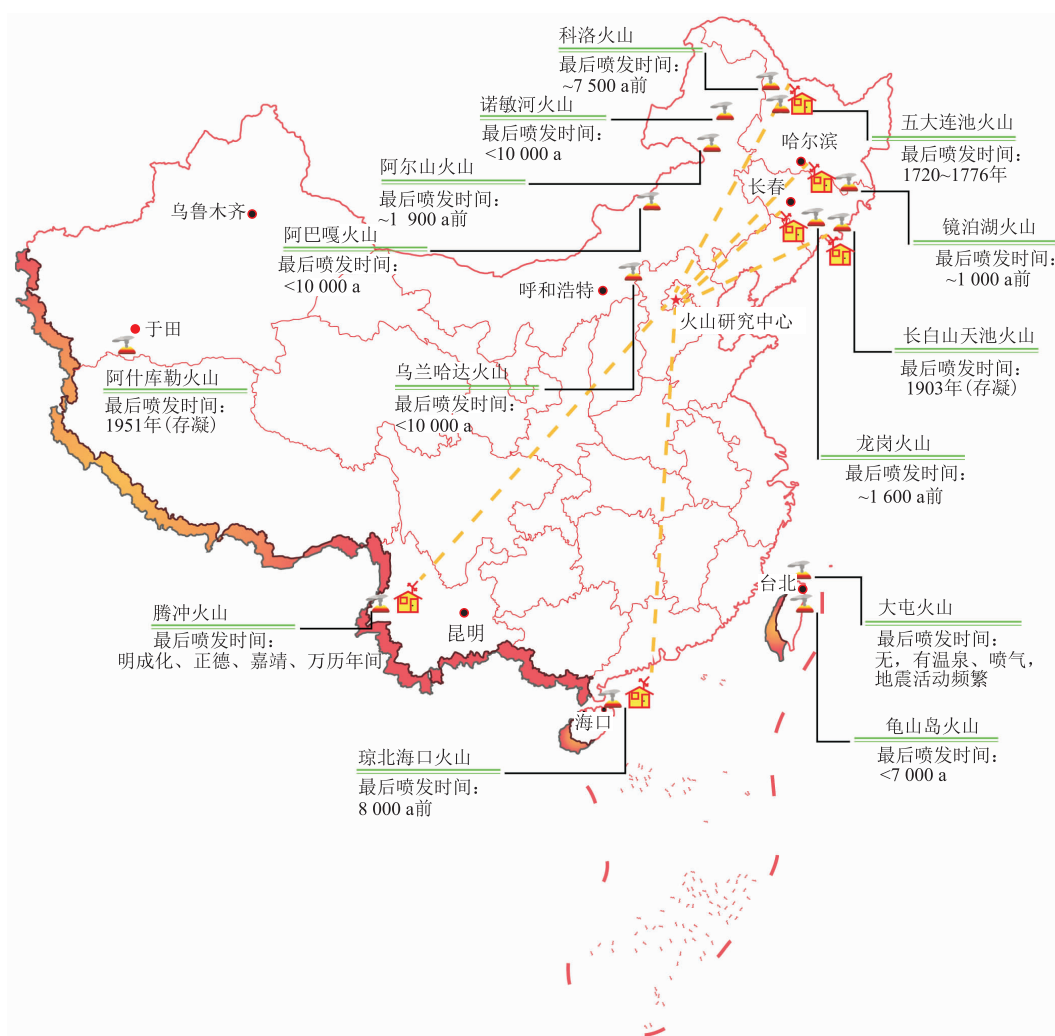 科洛火山
最后喷发时间：
~7 500 a前
诺敏河火山
最后喷发时间：
<10 000 a
五大连池火山
最后喷发时间：
1720~1776年
哈尔滨
阿尔山火山
最后喷发时间：
~1 900 a前
长春
乌鲁木齐
阿巴嘎火山
最后喷发时间：
<10 000 a
镜泊湖火山
最后喷发时间：
~1 000 a前
呼和浩特
火山研究中心
于田
长白山天池火山
最后喷发时间：
1903年(存凝)
阿什库勒火山
最后喷发时间：
1951年(存凝)
乌兰哈达火山
最后喷发时间：
<10 000 a
龙岗火山
最后喷发时间：
~1 600 a前
台北
大屯火山
最后喷发时间：
无，有温泉、喷气，
地震活动频繁
腾冲火山
最后喷发时间：
明成化、正德、嘉靖、万历年间
昆明
海口
龟山岛火山
最后喷发时间：
<7 000 a
琼北海口火山
最后喷发时间：
8 000 a前